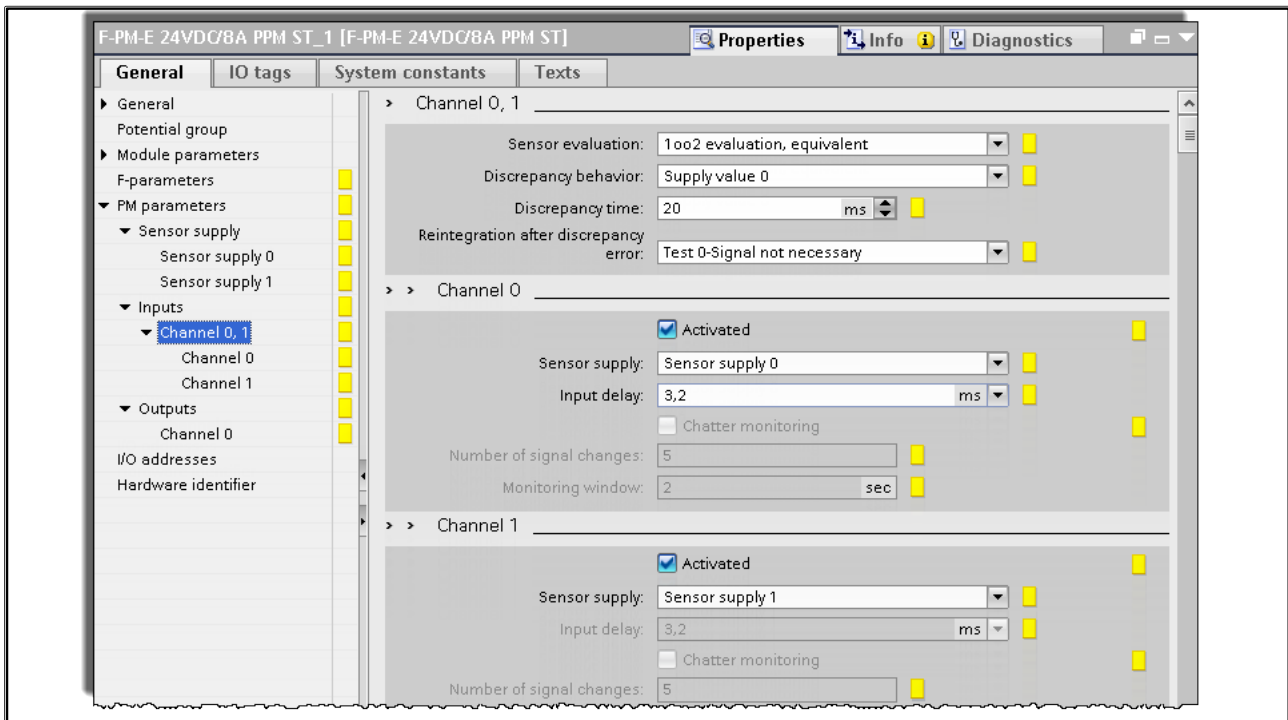 F-PM-E 24VDC/8A PPM ST_1 [F-PM-E 24VDC/8A PPM ST]
Properties
Info
Diagnostics
General
IO tags
System constants
Texts
General
Potential group
Module parameters
F-parameters
PM parameters
Sensor supply
Sensor supply 0
Sensor supply 1
Inputs
Channel 0, 1
Channel 0
Channel 1
Outputs
Channel 0
I/O addresses
Hardware identifier
Channel 0, 1
Sensor evaluation: 1oo2 evaluation, equivalent
Discrepancy behavior: Supply value 0
Discrepancy time: 20 ms
Reintegration after discrepancy
error: Test 0-Signal not necessary
Channel 0
Activated
Sensor supply: Sensor supply 0
Input delay: 3,2 ms
Chatter monitoring
Number of signal changes: 5
Monitoring window: 2 sec
Channel 1
Activated
Sensor supply: Sensor supply 1
Input delay: 3,2 ms
Chatter monitoring
Number of signal changes: 5